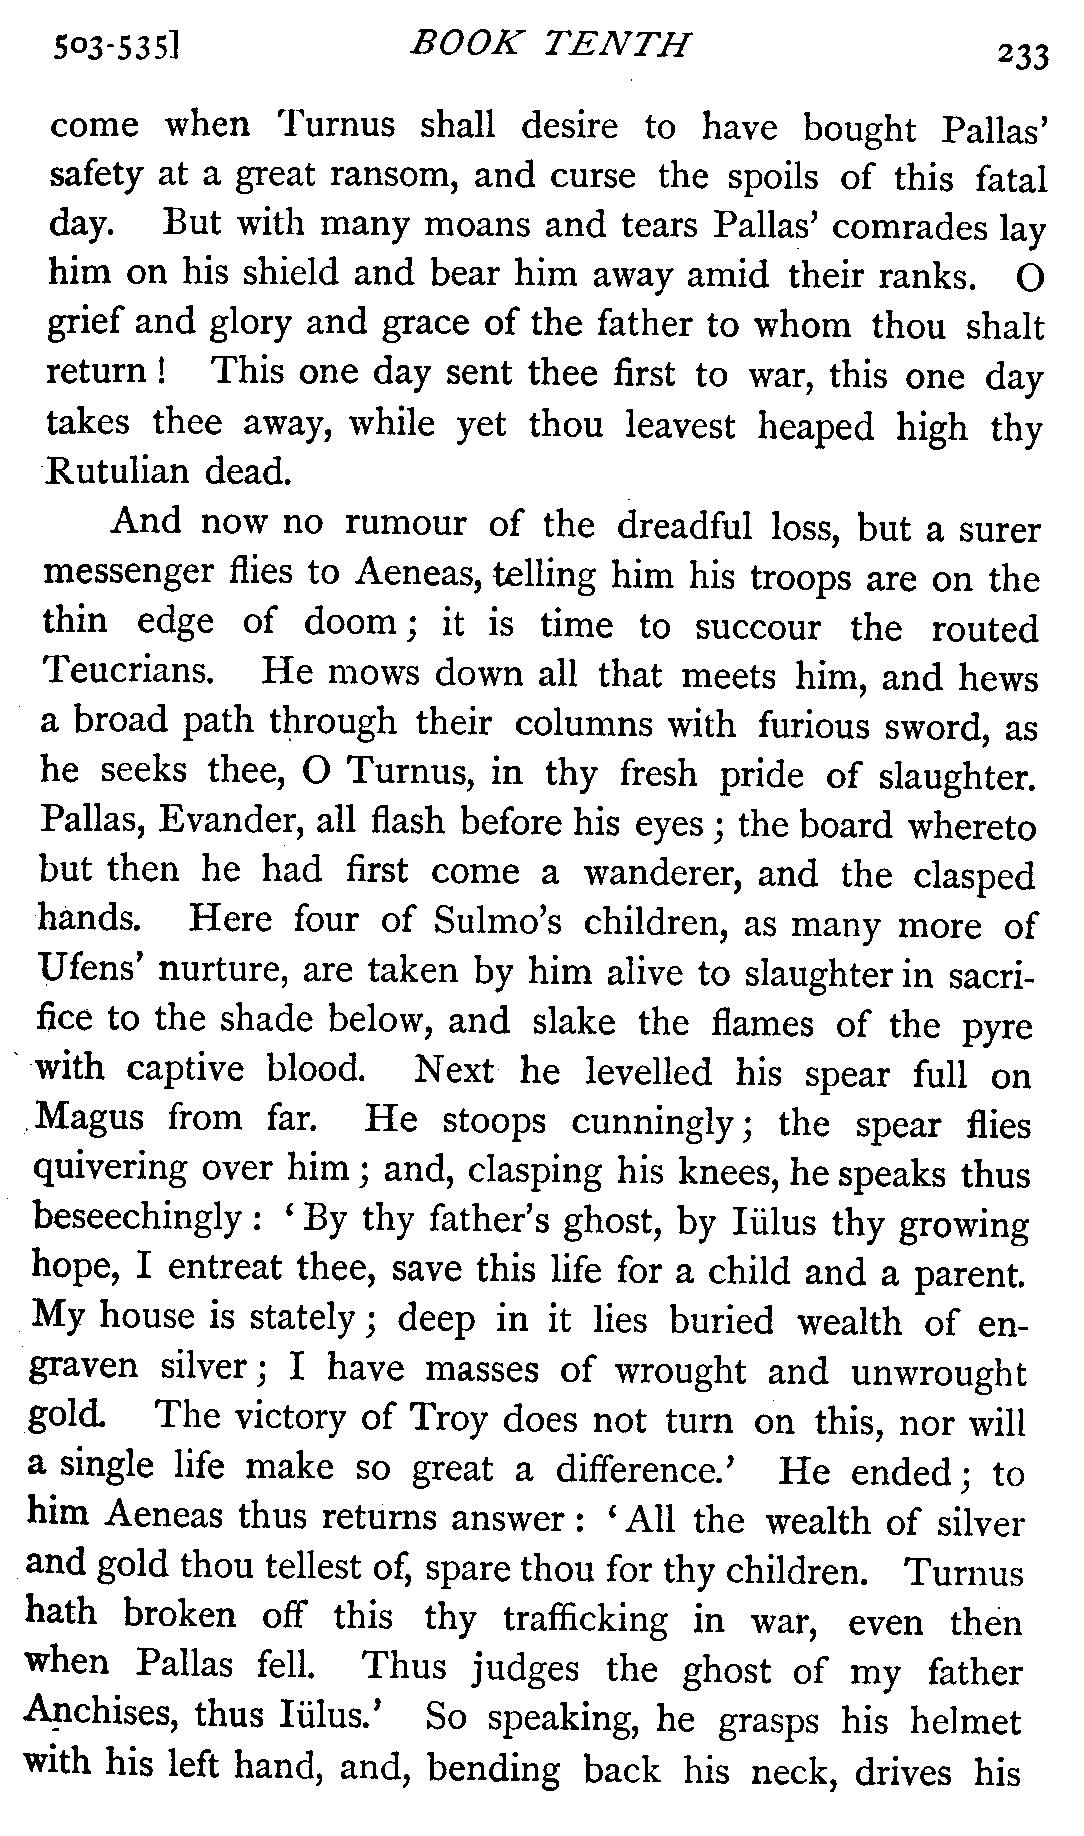 503-535] BOOK TENTH 233
come when Turnus shall desire to have bought Pallas'
safety at a great ransom, and curse the spoils of this fatal
day. But with many moans and tears Pallas' comrades lay
him on his shield and bear him away amid their ranks. O
grief and glory and grace of the father to whom thou shalt
return ! This one day sent thee first to war, this one day
takes thee away, while yet thou leavest heaped high thy
Rutulian dead.
And now no rumour of the dreadful loss, but a surer
messenger flies to Aeneas, telling him his troops are on the
thin edge of doom ; it is time to succour the routed
Teucrians. He mows down all that meets him, and hews
a broad path through their columns with furious sword, as
he seeks thee, O Turnus, in thy fresh pride of slaughter.
Pallas, Evander, all flash before his eyes ; the board whereto
but then he had first come a wanderer, and the clasped
hands. Here four of Sulmo's children, as many more of
Ufens' nurture, are taken by him alive to slaughter in sacri-
fice to the shade below, and slake the flames of the pyre
with captive blood. Next he levelled his spear full on
Magus from far. He stoops cunningly ; the spear flies
quivering over him ; and, clasping his knees, he speaks thus
beseechingly : ‘ By thy father's ghost, by Iülus thy growing
hope, I entreat thee, save this life for a child and a parent.
My house is stately ; deep in it lies buried wealth of en-
graven silver ; I have masses of wrought and unwrought
gold. The victory of Troy does not turn on this, nor will
a single life make so great a difference.’ He ended ; to
him Aeneas thus returns answer : ‘ All the wealth of silver
and gold thou tellest of, spare thou for thy children. Turnus
hath broken off this thy trafficking in war, even then
when Pallas fell. Thus judges the ghost of my father
Anchises, thus Iülus.’ So speaking, he grasps his helmet
with his left hand, and, bending back his neck, drives his